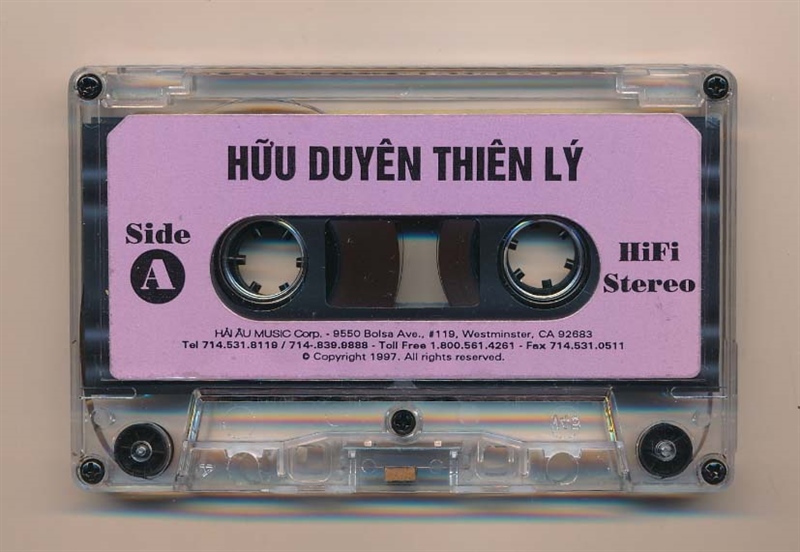 HỮU DUYÊN THIÊN LÝ
Side
A
HiFi
Stereo
HẢI ÂU MUSIC Corp. - 9550 Bolsa Ave., #119, Westminster, CA 92683
Tel 714.531.8119 / 714-.839.9888 - Toll Free 1.800.561.4261 - Fax 714.531.0511
© Copyright 1997. All rights reserved.